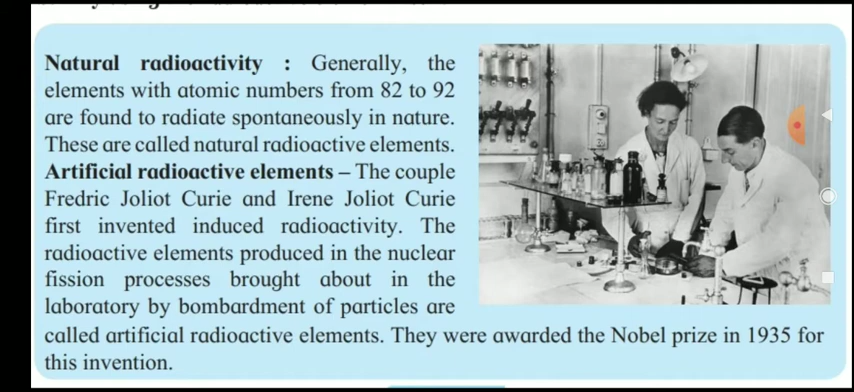 Natural radioactivity : Generally, the
elements with atomic numbers from 82 to 92
are found to radiate spontaneously in nature.
These are called natural radioactive elements.
Artificial radioactive elements – The couple
Fredric Joliot Curie and Irene Joliot Curie
first invented induced radioactivity. The
radioactive elements produced in the nuclear
fission processes brought about in the
laboratory by bombardment of particles are
called artificial radioactive elements. They were awarded the Nobel prize in 1935 for
this invention.